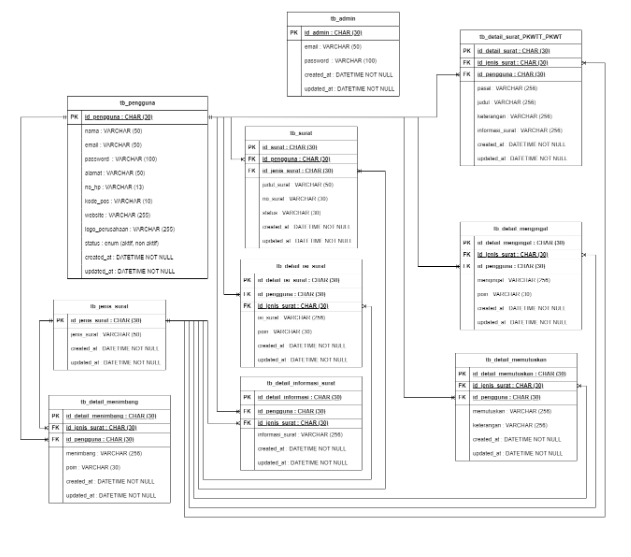 tb_admin
PK id_admin : CHAR (30)
email : VARCHAR (50)
password : VARCHAR (100)
created_at : DATETIME NOT NULL
updated_at : DATETIME NOT NULL
tb_detail_surat_PKWTT_PKWT
PK id_detail_surat : CHAR (30)
FK id_jenis_surat : CHAR (30)
FK id_pengguna : CHAR (30)
pasal : VARCHAR (256)
judul : VARCHAR (256)
keterangan : VARCHAR (256)
informasi_surat : VARCHAR (256)
created_at : DATETIME NOT NULL
updated_at : DATETIME NOT NULL
tb_pengguna
PK id_pengguna : CHAR (30)
nama : VARCHAR (50)
email : VARCHAR (50)
password : VARCHAR (100)
alamat : VARCHAR (50)
no_hp : VARCHAR (13)
kode_pos : VARCHAR (10)
website : VARCHAR (255)
logo_perusahaan : VARCHAR (255)
status : enum (aktif, non aktif)
created_at : DATETIME NOT NULL
updated_at : DATETIME NOT NULL
tb_surat
PK id_surat : CHAR (30)
FK id_pengguna : CHAR (30)
FK id_jenis_surat : CHAR (30)
judul_surat : VARCHAR (50)
no_surat : VARCHAR (30)
status : VARCHAR (30)
created_at : DATETIME NOT NULL
updated_at : DATETIME NOT NULL
tb_detail_mengingat
PK id_detail_mengingat : CHAR (30)
FK id_jenis_surat : CHAR (30)
FK id_pengguna : CHAR (30)
mengingat : VARCHAR (256)
poin : VARCHAR (30)
created_at : DATETIME NOT NULL
updated_at : DATETIME NOT NULL
tb_detail_isi_surat
PK id_detail_isi_surat : CHAR (30)
FK id_pengguna : CHAR (30)
FK id_jenis_surat : CHAR (30)
isi_surat : VARCHAR (256)
poin : VARCHAR (30)
created_at : DATETIME NOT NULL
updated_at : DATETIME NOT NULL
tb_jenis_surat
PK id_jenis_surat : CHAR (30)
jenis_surat : VARCHAR (50)
created_at : DATETIME NOT NULL
updated_at : DATETIME NOT NULL
tb_detail_informasi_surat
PK id_detail_informasi : CHAR (30)
FK id_pengguna : CHAR (30)
FK id_jenis_surat : CHAR (30)
informasi_surat : VARCHAR (256)
created_at : DATETIME NOT NULL
updated_at : DATETIME NOT NULL
tb_detail_memutuskan
PK id_detail_memutuskan : CHAR (30)
FK id_jenis_surat : CHAR (30)
FK id_pengguna : CHAR (30)
memutuskan : VARCHAR (256)
keterangan : VARCHAR (256)
created_at : DATETIME NOT NULL
updated_at : DATETIME NOT NULL
tb_detail_menimbang
PK id_detail_menimbang : CHAR (30)
FK id_jenis_surat : CHAR (30)
FK id_pengguna : CHAR (30)
menimbang : VARCHAR (256)
poin : VARCHAR (30)
created_at : DATETIME NOT NULL
updated_at : DATETIME NOT NULL